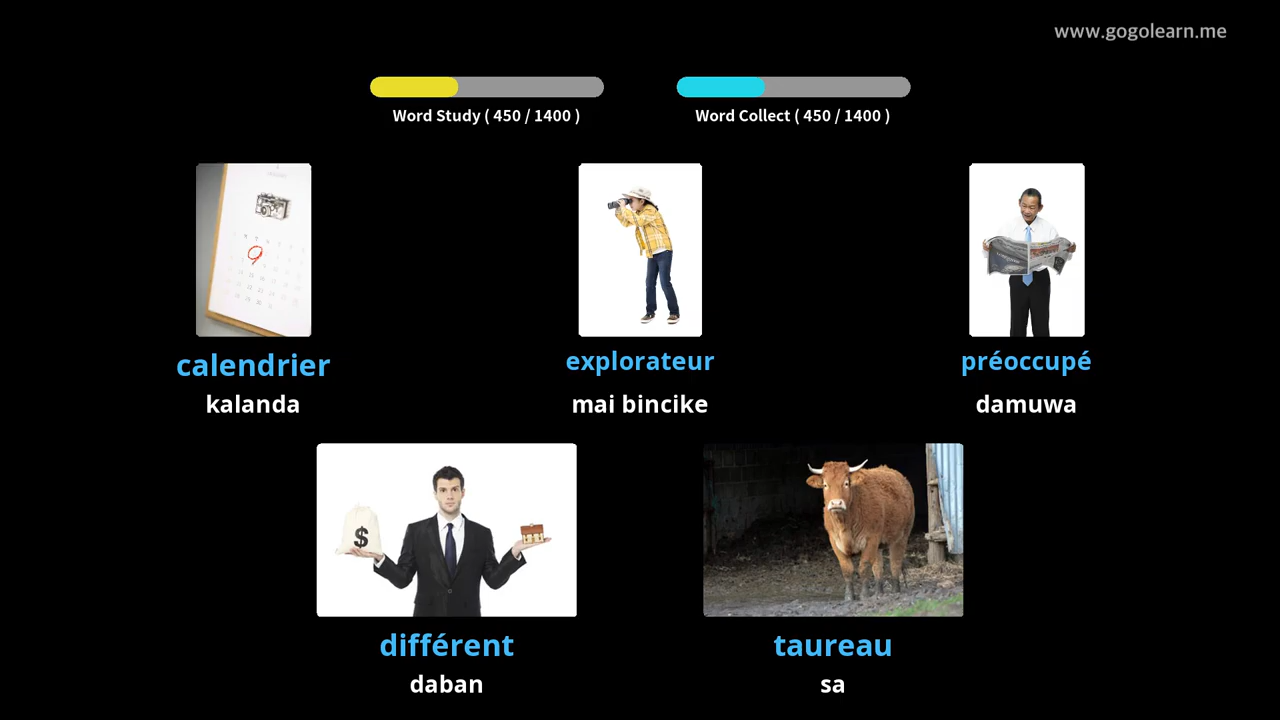 www.gogolearn.me
Word Study ( 450 / 1400 )
Word Collect ( 450 / 1400 )
calendrier
kalanda
explorateur
mai bincike
préoccupé
damuwa
$
différent
daban
taureau
sa